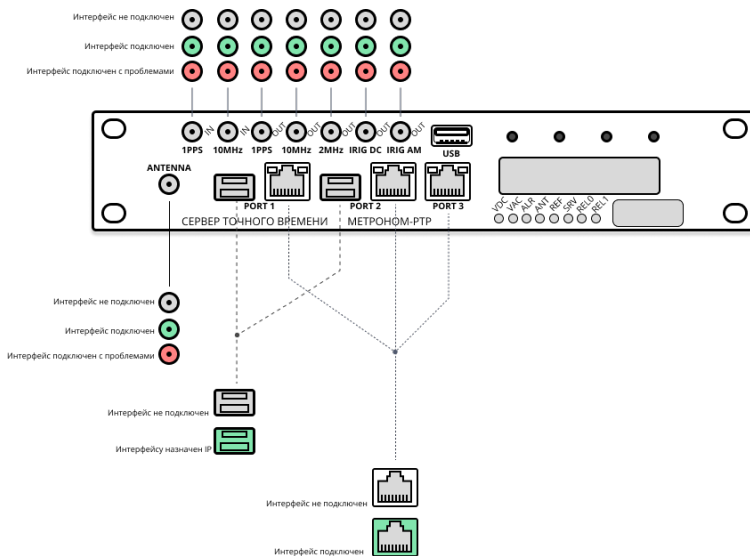 Интерфейс не подключен
Интерфейс подключен
Интерфейс подключен с проблемами
IN IN OUT OUT OUT OUT OUT
1PPS 10MHz 1PPS 10MHz 2MHz IRIG DC IRIG AM USB
ANTENNA
PORT 1 PORT 2 PORT 3
VDC VAC ALR ANT REF SRV REL0 REL1
СЕРВЕР ТОЧНОГО ВРЕМЕНИ МЕТРОНОМ-PTP
Интерфейс не подключен
Интерфейс подключен
Интерфейс подключен с проблемами
Интерфейс не подключен
Интерфейсу назначен IP
Интерфейс не подключен
Интерфейс подключен